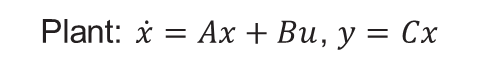 Plant: ẋ = Ax + Bu, y = Cx